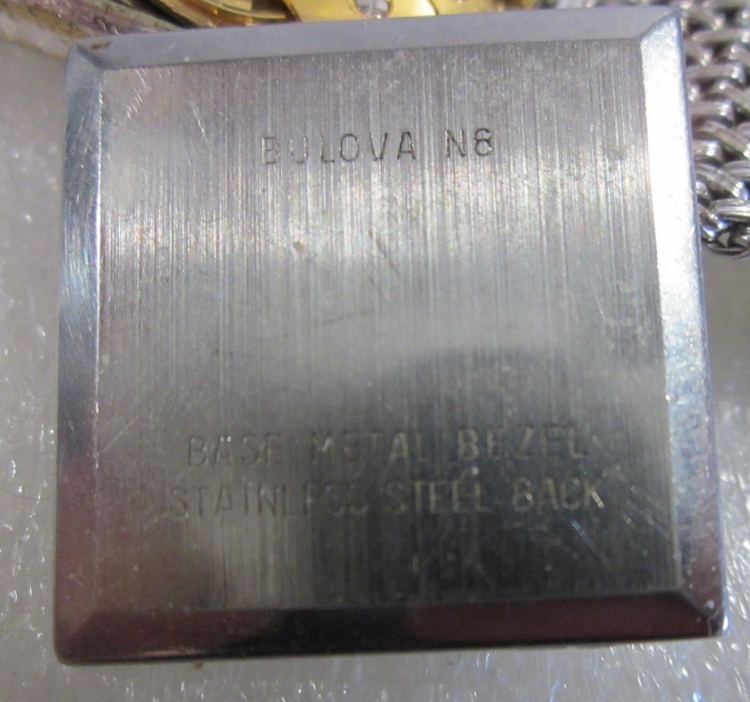 BULOVA N8
BASE METAL BEZEL
STAINLESS STEEL BACK